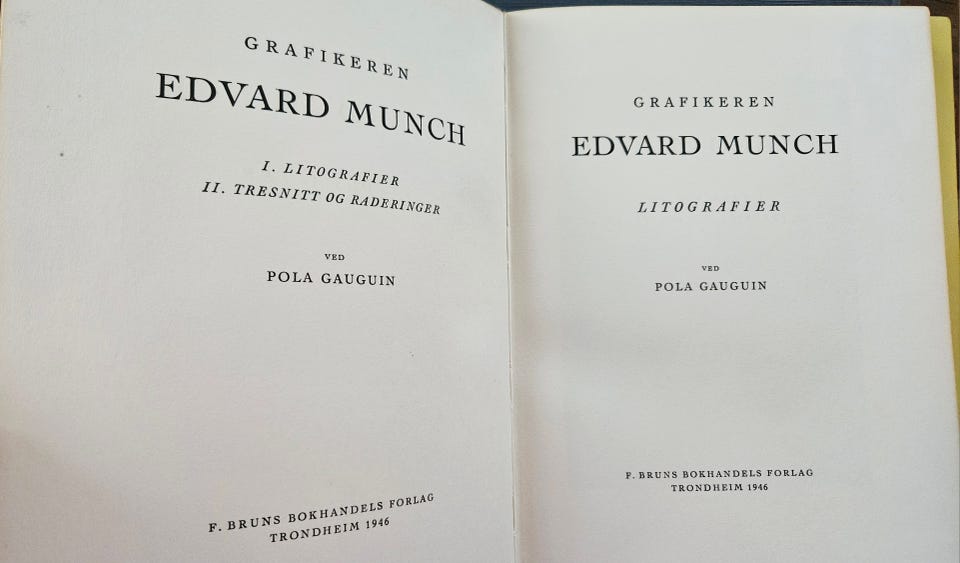 GRAFIKEREN
EDVARD MUNCH
I. LITOGRAFIER
II. TRESNITT OG RADERINGER
VED
POLA GAUGUIN
F. BRUNS BOKHANDELS FORLAG
TRONDHEIM 1946
GRAFIKEREN
EDVARD MUNCH
LITOGRAFIER
VED
POLA GAUGUIN
F. BRUNS BOKHANDELS FORLAG
TRONDHEIM 1946